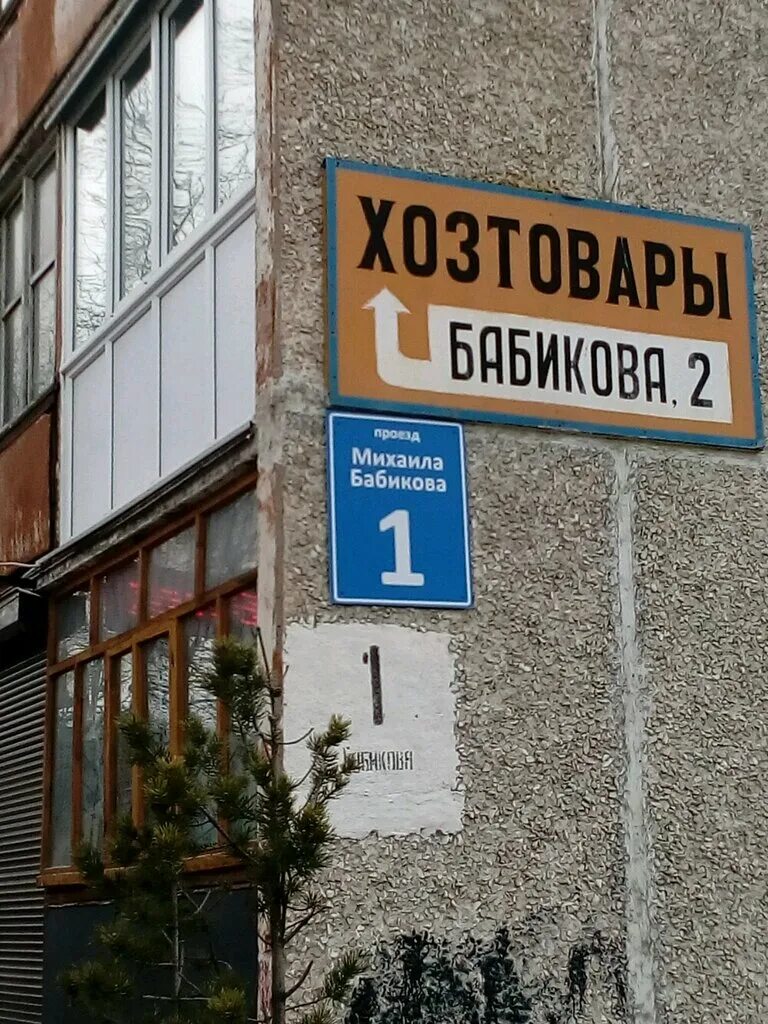 ХОЗТОВАРЫ
БАБИКОВА, 2
проезд
Михаила
Бабикова
1
1
БАБИКОВА